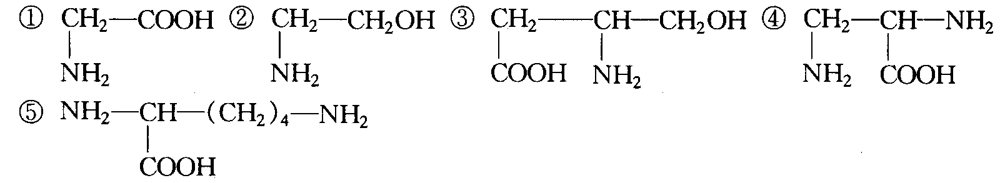 ① CH₂—COOH ② CH₂—CH₂OH ③ CH₂—CH—CH₂OH ④ CH₂—CH—NH₂
NH₂ NH₂ COOH NH₂ NH₂ COOH
⑤ NH₂—CH—(CH₂)₄—NH₂
COOH